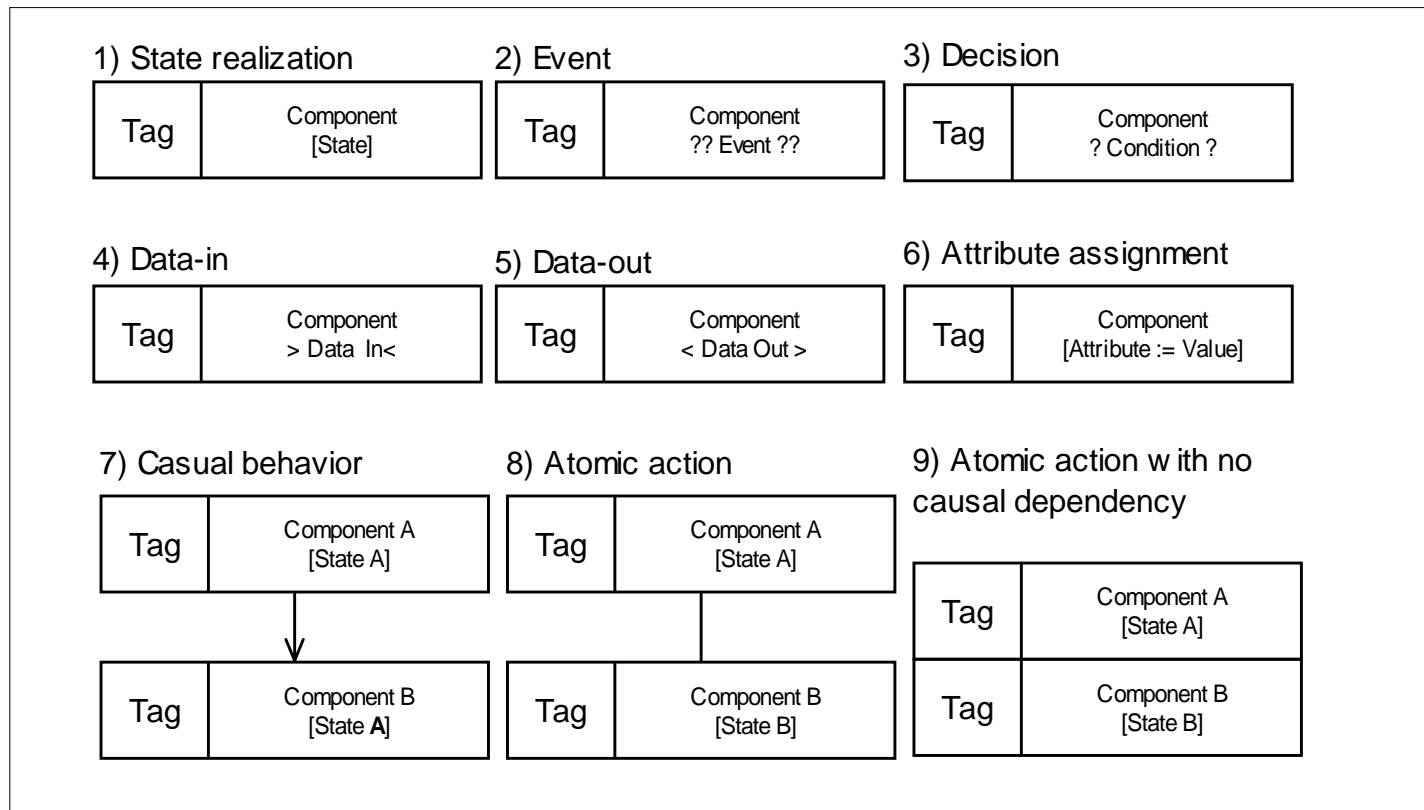 1) State realization
Tag
Component
[State]
2) Event
Tag
Component
?? Event ??
3) Decision
Tag
Component
? Condition ?
4) Data-in
Tag
Component
> Data In<
5) Data-out
Tag
Component
< Data Out >
6) Attribute assignment
Tag
Component
[Attribute := Value]
7) Casual behavior
Tag
Component A
[State A]
Tag
Component B
[State A]
8) Atomic action
Tag
Component A
[State A]
Tag
Component B
[State B]
9) Atomic action with no
causal dependency
Tag
Component A
[State A]
Tag
Component B
[State B]